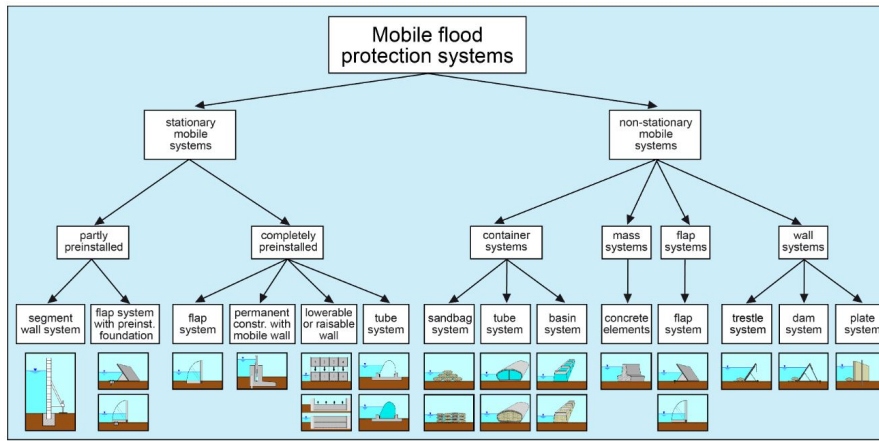 Mobile flood
protection systems
stationary
mobile
systems
non-stationary
mobile
systems
partly
preinstalled
completely
preinstalled
container
systems
mass
systems
flap
systems
wall
systems
segment
wall system
flap system
with preinst.
foundation
flap
system
permanent
constr. with
mobile wall
lowerable
or raisable
wall
tube
system
sandbag
system
tube
system
basin
system
concrete
elements
flap
system
trestle
system
dam
system
plate
system